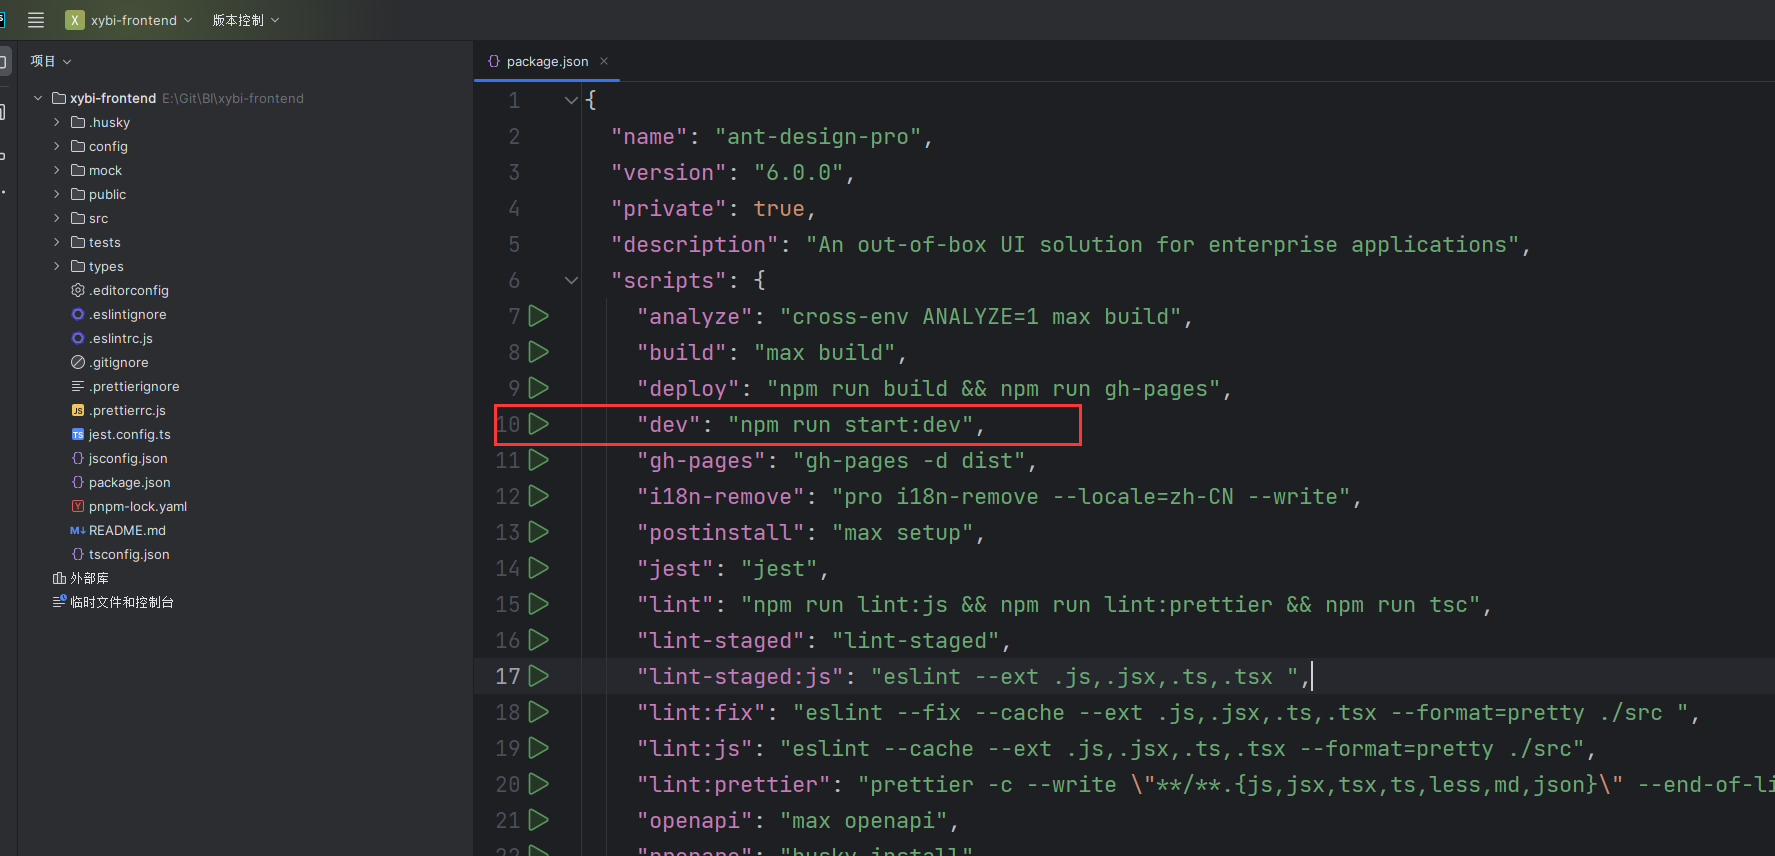 X xybi-frontend 版本控制
项目
xybi-frontend E:\Git\BI\xybi-frontend
.husky
config
mock
public
src
tests
types
.editorconfig
.eslintignore
.eslintrc.js
.gitignore
.prettierignore
JS .prettierrc.js
TS jest.config.ts
{} jsconfig.json
{} package.json
Y pnpm-lock.yaml
M↓ README.md
{} tsconfig.json
外部库
临时文件和控制台
{} package.json ×
1 {
2 "name": "ant-design-pro",
3 "version": "6.0.0",
4 "private": true,
5 "description": "An out-of-box UI solution for enterprise applications",
6 "scripts": {
7 "analyze": "cross-env ANALYZE=1 max build",
8 "build": "max build",
9 "deploy": "npm run build && npm run gh-pages",
10 "dev": "npm run start:dev",
11 "gh-pages": "gh-pages -d dist",
12 "i18n-remove": "pro i18n-remove --locale=zh-CN --write",
13 "postinstall": "max setup",
14 "jest": "jest",
15 "lint": "npm run lint:js && npm run lint:prettier && npm run tsc",
16 "lint-staged": "lint-staged",
17 "lint-staged:js": "eslint --ext .js,.jsx,.ts,.tsx ",
18 "lint:fix": "eslint --fix --cache --ext .js,.jsx,.ts,.tsx --format=pretty ./src ",
19 "lint:js": "eslint --cache --ext .js,.jsx,.ts,.tsx --format=pretty ./src",
20 "lint:prettier": "prettier -c --write \"**/**.{js,jsx,tsx,ts,less,md,json}\" --end-of-li
21 "openapi": "max openapi",
22 "prepare": "husky install",